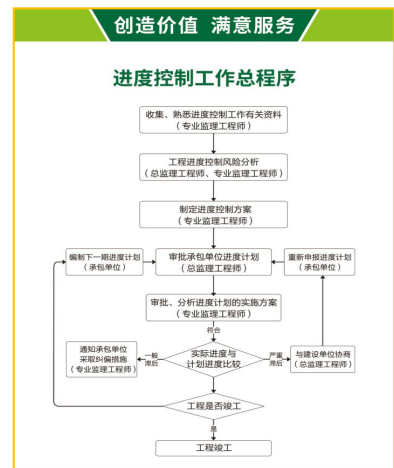 创造价值 满意服务
进度控制工作总程序
收集、熟悉进度控制工作有关资料
(专业监理工程师)
工程进度控制风险分析
(总监理工程师、专业监理工程师)
制定进度控制方案
(专业监理工程师)
编制下一期进度计划
(承包单位)
审批承包单位进度计划
(总监理工程师)
重新申报进度计划
(承包单位)
审批、分析进度计划的实施方案
(专业监理工程师)
符合
通知承包单位
采取纠偏措施
(专业监理工程师)
一般
滞后
实际进度与
计划进度比较
严重
滞后
与建设单位协商
(总监理工程师)
工程是否竣工
是
工程竣工